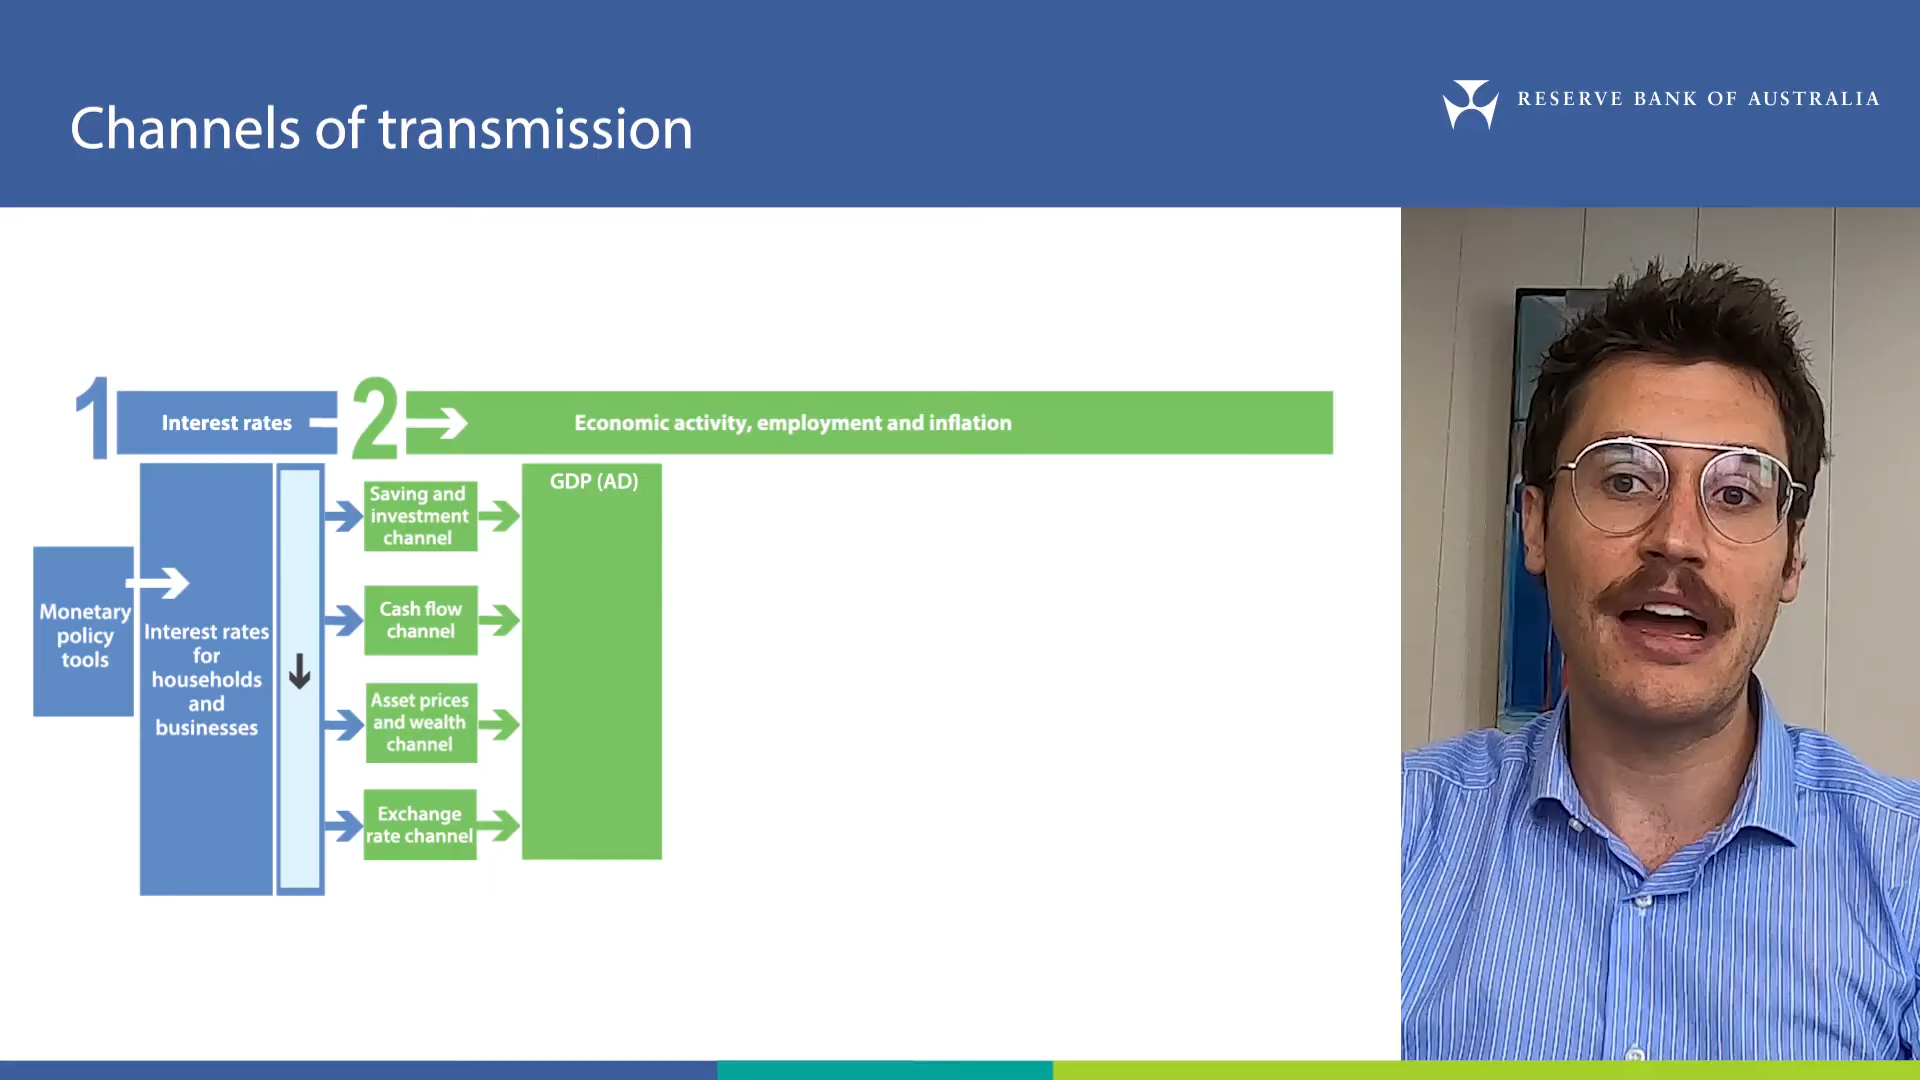 Channels of transmission
RESERVE BANK OF AUSTRALIA
1
Interest rates
2
Economic activity, employment and inflation
Monetary
policy
tools
Interest rates
for
households
and
businesses
Saving and
investment
channel
Cash flow
channel
Asset prices
and wealth
channel
Exchange
rate channel
GDP (AD)